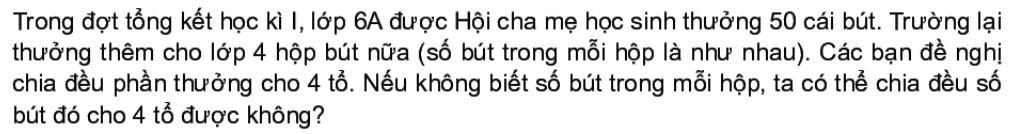 Trong đợt tổng kết học kì I, lớp 6A được Hội cha mẹ học sinh thưởng 50 cái bút. Trường lại
thưởng thêm cho lớp 4 hộp bút nữa (số bút trong mỗi hộp là như nhau). Các bạn đề nghị
chia đều phần thưởng cho 4 tổ. Nếu không biết số bút trong mỗi hộp, ta có thể chia đều số
bút đó cho 4 tổ được không?